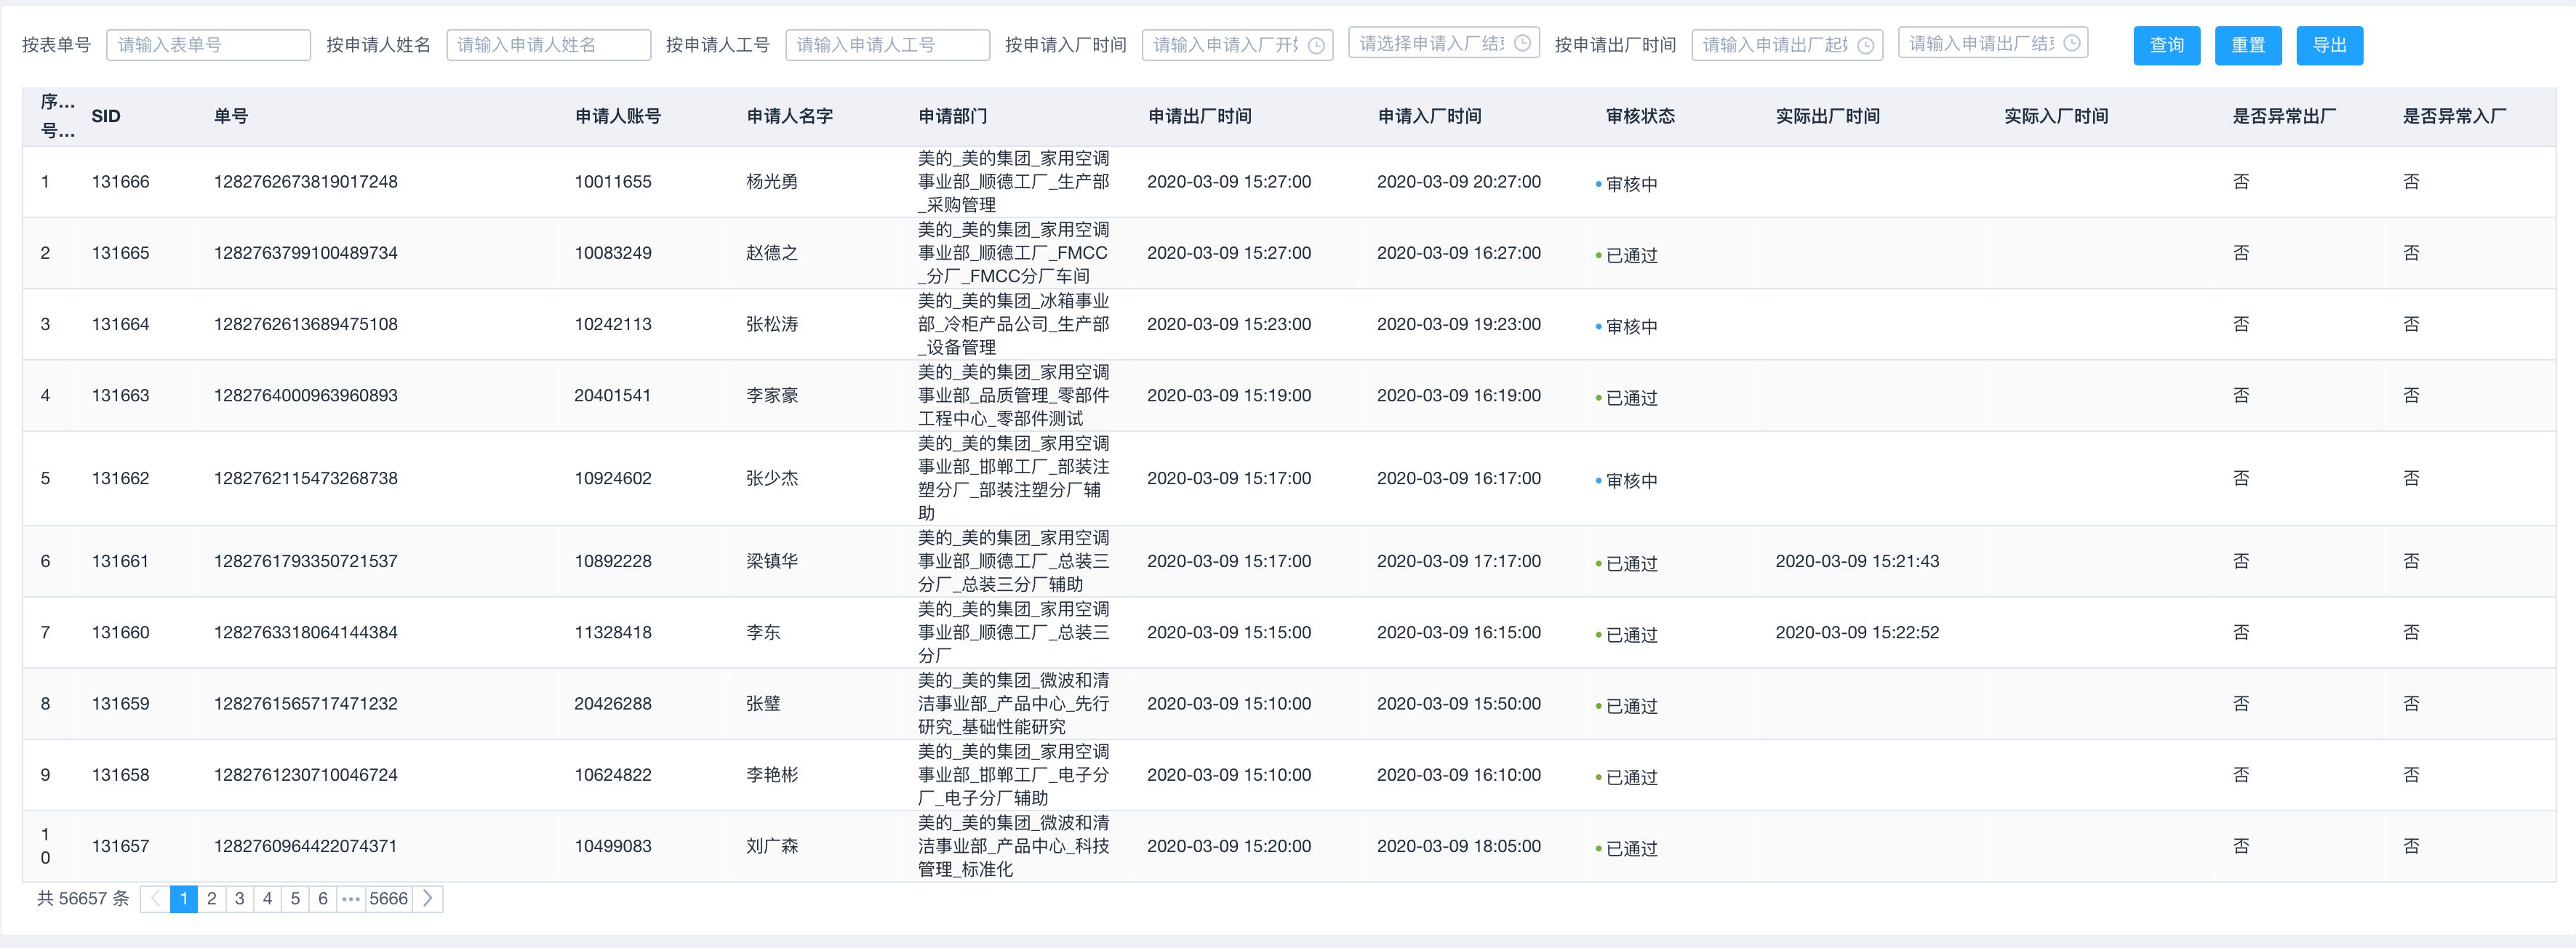 按表单号 请输入表单号 按申请人姓名 请输入申请人姓名 按申请人工号 请输入申请人工号 按申请入厂时间 请输入申请入厂开 请选择申请入厂结 按申请出厂时间 请输入申请出厂起 请输入申请出厂结 查询 重置 导出
序... 号... SID 单号 申请人账号 申请人名字 申请部门 申请出厂时间 申请入厂时间 审核状态 实际出厂时间 实际入厂时间 是否异常出厂 是否异常入厂
美的_美的集团_家用空调
1 131666 1282762673819017248 10011655 杨光勇 事业部_顺德工厂_生产部 2020-03-09 15:27:00 2020-03-09 20:27:00 审核中 否 否
_采购管理
美的_美的集团_家用空调
2 131665 1282763799100489734 10083249 赵德之 事业部_顺德工厂_FMCC 2020-03-09 15:27:00 2020-03-09 16:27:00 已通过 否 否
_分厂_FMCC分厂车间
美的_美的集团_冰箱事业
3 131664 1282762613689475108 10242113 张松涛 部_冷柜产品公司_生产部 2020-03-09 15:23:00 2020-03-09 19:23:00 审核中 否 否
_设备管理
美的_美的集团_家用空调
4 131663 1282764000963960893 20401541 李家豪 事业部_品质管理_零部件 2020-03-09 15:19:00 2020-03-09 16:19:00 已通过 否 否
工程中心_零部件测试
美的_美的集团_家用空调
事业部_邯郸工厂_部装注
5 131662 1282762115473268738 10924602 张少杰 塑分厂_部装注塑分厂辅 2020-03-09 15:17:00 2020-03-09 16:17:00 审核中 否 否
助
美的_美的集团_家用空调
6 131661 1282761793350721537 10892228 梁镇华 事业部_顺德工厂_总装三 2020-03-09 15:17:00 2020-03-09 17:17:00 已通过 2020-03-09 15:21:43 否 否
分厂_总装三分厂辅助
美的_美的集团_家用空调
7 131660 1282763318064144384 11328418 李东 事业部_顺德工厂_总装三 2020-03-09 15:15:00 2020-03-09 16:15:00 已通过 2020-03-09 15:22:52 否 否
分厂
美的_美的集团_微波和清
8 131659 1282761565717471232 20426288 张璧 洁事业部_产品中心_先行 2020-03-09 15:10:00 2020-03-09 15:50:00 已通过 否 否
研究_基础性能研究
美的_美的集团_家用空调
9 131658 1282761230710046724 10624822 李艳彬 事业部_邯郸工厂_电子分 2020-03-09 15:10:00 2020-03-09 16:10:00 已通过 否 否
厂_电子分厂辅助
美的_美的集团_微波和清
10 131657 1282760964422074371 10499083 刘广森 洁事业部_产品中心_科技 2020-03-09 15:20:00 2020-03-09 18:05:00 已通过 否 否
管理_标准化
共 56657 条 1 2 3 4 5 6 ••• 5666